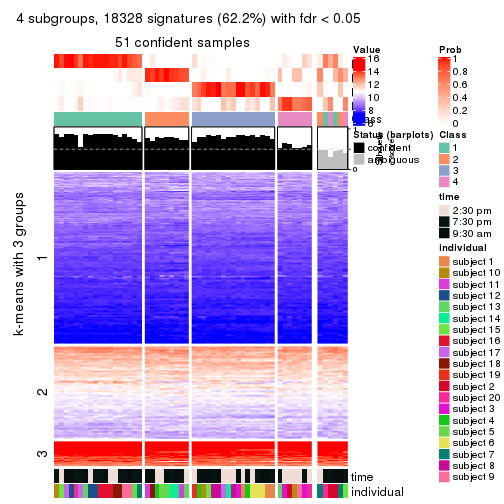 4 subgroups, 18328 signatures (62.2%) with fdr < 0.05
51 confident samples
k-means with 3 groups
1
2
3
time
individual
Value
16
14
12
10
8
6
Status (barplots)
confident
ambiguous
0
Prob
1
0.8
0.6
0.4
0.2
0
Class
1
2
3
4
time
2:30 pm
7:30 pm
9:30 am
individual
subject 1
subject 10
subject 11
subject 12
subject 13
subject 14
subject 15
subject 16
subject 17
subject 18
subject 19
subject 2
subject 20
subject 3
subject 4
subject 5
subject 6
subject 7
subject 8
subject 9